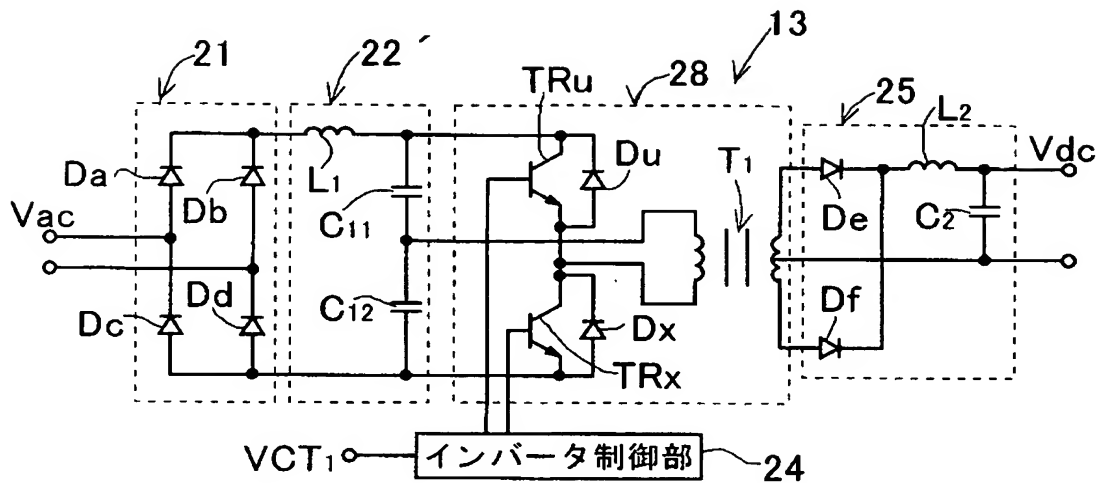 13
21
22
28
25
TRu
L2
Vdc
Da
Db
L1
Du
T1
De
C2
Vac
C11
Dc
Dd
C12
Dx
Df
TRx
VCT1
インバータ制御部
24